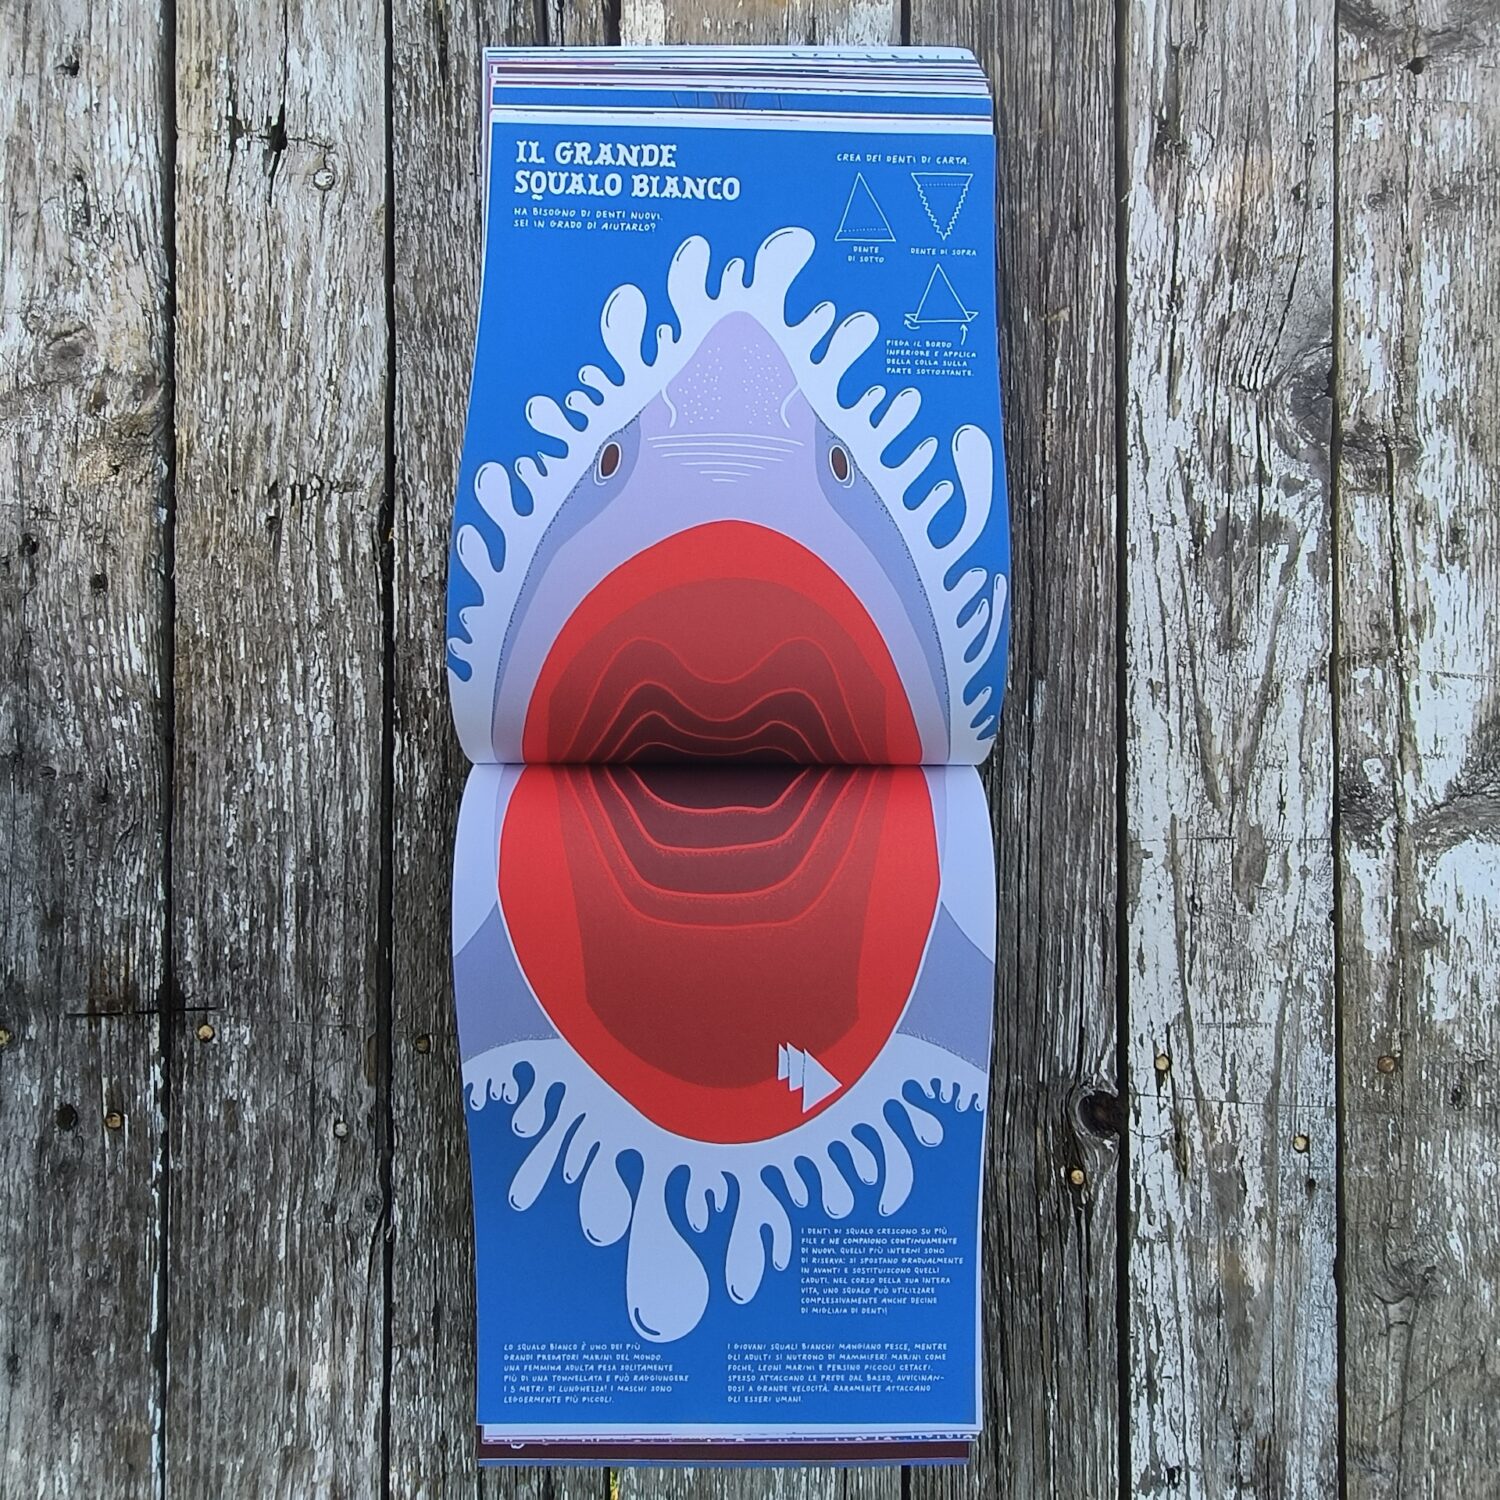 IL GRANDE
SQUALO BIANCO
HA BISOGNO DI DENTI NUOVI.
SEI IN GRADO DI AIUTARLO?
CREA DEI DENTI DI CARTA.
DENTE
DI SOTTO
DENTE DI SOPRA
PIEGA IL BORDO
INFERIORE E APPLICA
DELLA COLLA SULLA
PARTE SOTTOSTANTE.
I DENTI DI SQUALO CRESCONO SU PIÙ
FILE E NE COMPAIONO CONTINUAMENTE
DI NUOVI. QUELLI PIÙ INTERNI SONO
DI RISERVA: SI SPOSTANO GRADUALMENTE
IN AVANTI E SOSTITUISCONO QUELLI
CADUTI. NEL CORSO DELLA SUA INTERA
VITA, UNO SQUALO PUÒ UTILIZZARE
COMPLESSIVAMENTE ANCHE DECINE
DI MIGLIAIA DI DENTI!
LO SQUALO BIANCO È UNO DEI PIÙ
GRANDI PREDATORI MARINI DEL MONDO.
UNA FEMMINA ADULTA PESA SOLITAMENTE
PIÙ DI UNA TONNELLATA E PUÒ RAGGIUNGERE
I 5 METRI DI LUNGHEZZA! I MASCHI SONO
LEGGERMENTE PIÙ PICCOLI.
I GIOVANI SQUALI BIANCHI MANGIANO PESCE, MENTRE
GLI ADULTI SI NUTRONO DI MAMMIFERI MARINI COME
FOCHE, LEONI MARINI E PERSINO PICCOLI CETACEI.
SPESSO ATTACCANO LE PREDE DAL BASSO, AVVICINAN-
DOSI A GRANDE VELOCITÀ. RARAMENTE ATTACCANO
GLI ESSERI UMANI.